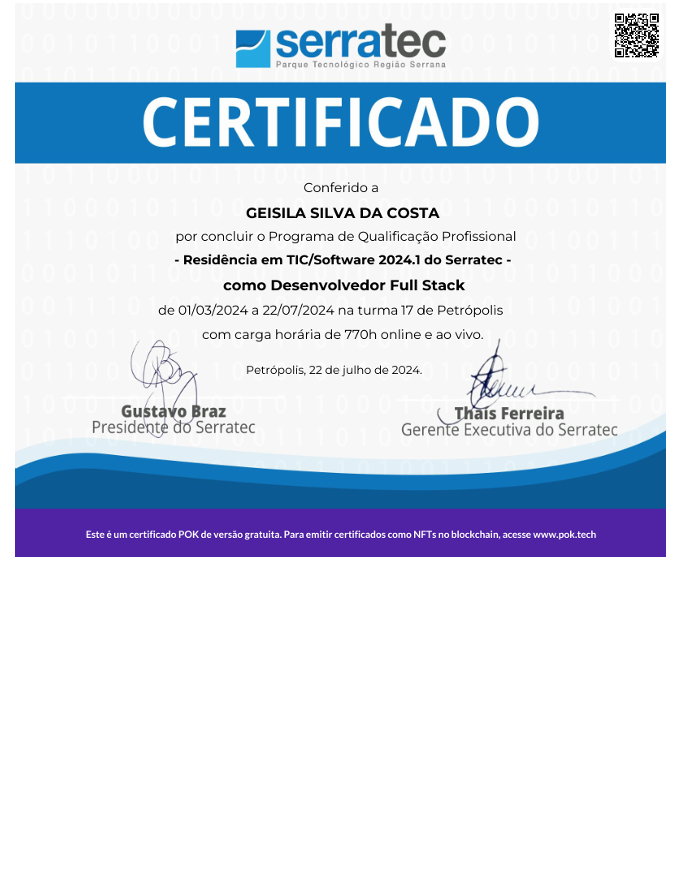 serratec
Parque Tecnológico Região Serrana
CERTIFICADO
Conferido a
GEISILA SILVA DA COSTA
por concluir o Programa de Qualificação Profissional
- Residência em TIC/Software 2024.1 do Serratec -
como Desenvolvedor Full Stack
de 01/03/2024 a 22/07/2024 na turma 17 de Petrópolis
com carga horária de 770h online e ao vivo.
Petrópolis, 22 de julho de 2024.
Gustavo Braz
Presidente do Serratec
Thaís Ferreira
Gerente Executiva do Serratec
Este é um certificado POK de versão gratuita. Para emitir certificados como NFTs no blockchain, acesse www.pok.tech